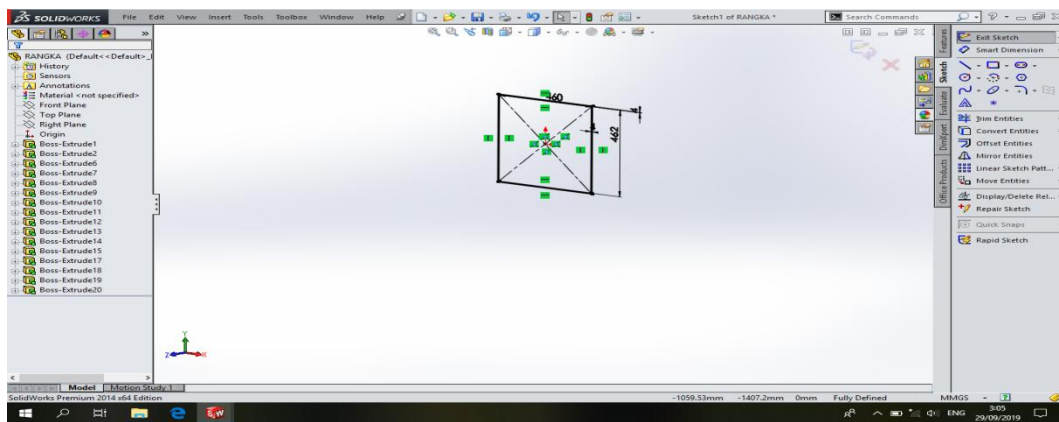 SOLIDWORKS File Edit View Insert Tools Toolbox Window Help Sketch1 of RANGKA * Search Commands
RANGKA (Default<<Default>_
History
Sensors
Annotations
Material <not specified>
Front Plane
Top Plane
Right Plane
Origin
Boss-Extrude1
Boss-Extrude2
Boss-Extrude6
Boss-Extrude7
Boss-Extrude8
Boss-Extrude9
Boss-Extrude10
Boss-Extrude11
Boss-Extrude12
Boss-Extrude13
Boss-Extrude14
Boss-Extrude15
Boss-Extrude17
Boss-Extrude18
Boss-Extrude19
Boss-Extrude20
460
462
Y
Z X
Features
Sketch
Evaluate
DimXpert
Office Products
Exit Sketch
Smart Dimension
Trim Entities
Convert Entities
Offset Entities
Mirror Entities
Linear Sketch Patt...
Move Entities
Display/Delete Rel...
Repair Sketch
Quick Snaps
Rapid Sketch
Model Motion Study 1
SolidWorks Premium 2014 x64 Edition -1059.53mm -1407.2mm 0mm Fully Defined MMGS
ENG 3:05
29/09/2019